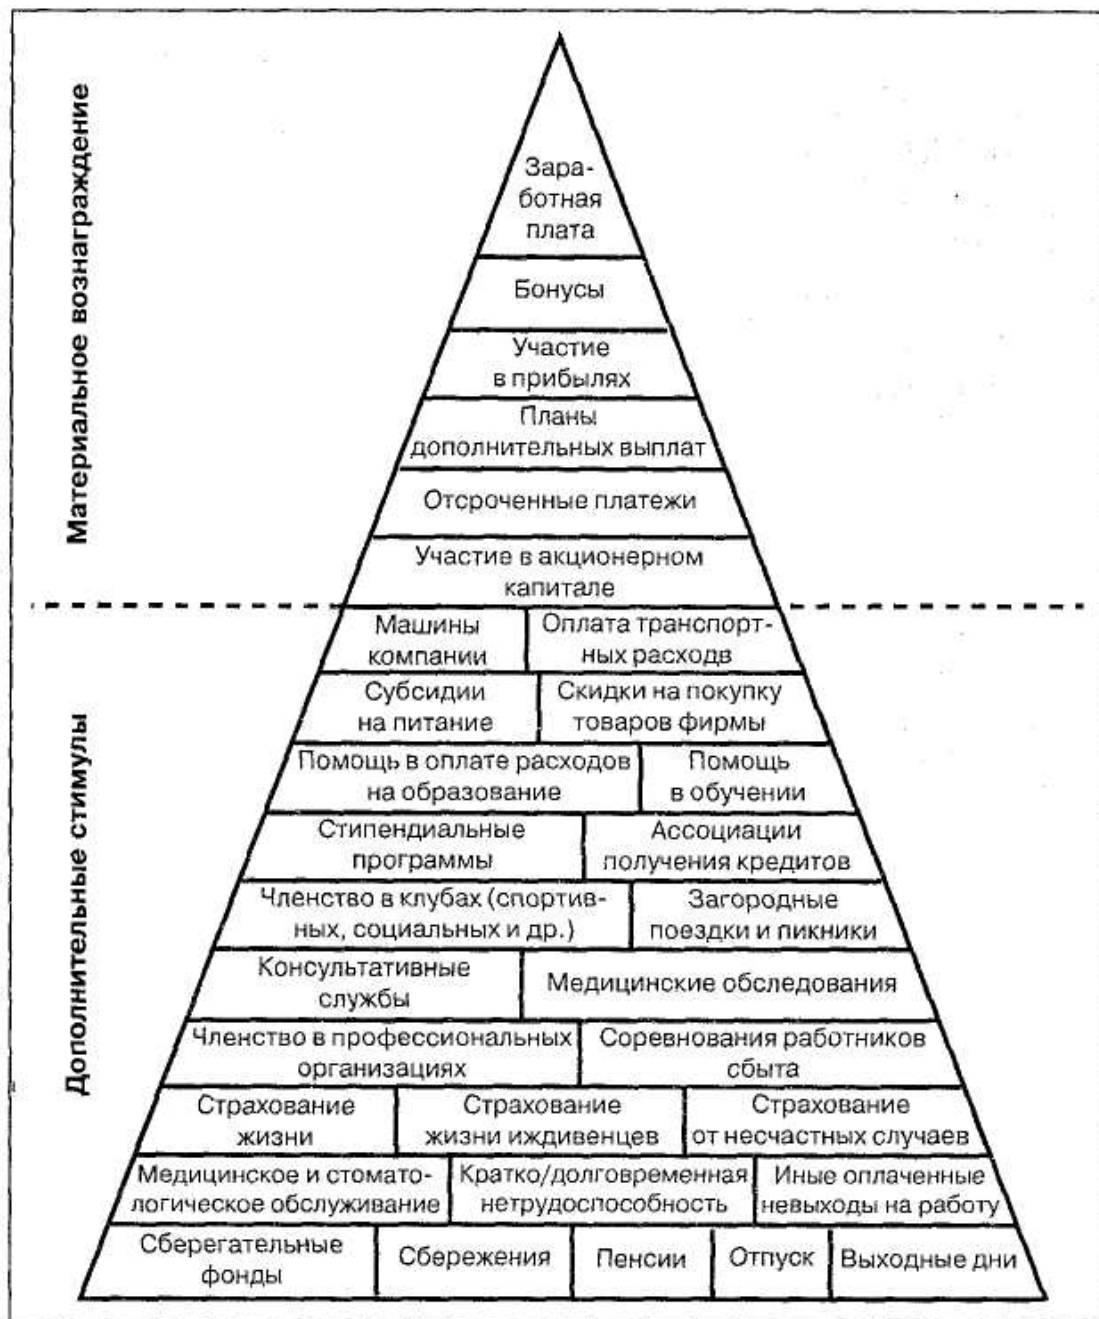 Материальное вознаграждение
Зара-
ботная
плата
Бонусы
Участие
в прибылях
Планы
дополнительных выплат
Отсроченные платежи
Участие в акционерном
капитале
Дополнительные стимулы
Машины
компании
Оплата транспорт-
ных расходв
Субсидии
на питание
Скидки на покупку
товаров фирмы
Помощь в оплате расходов
на образование
Помощь
в обучении
Стипендиальные
программы
Ассоциации
получения кредитов
Членство в клубах (спортив-
ных, социальных и др.)
Загородные
поездки и пикники
Консультативные
службы
Медицинские обследования
Членство в профессиональных
организациях
Соревнования работников
сбыта
Страхование
жизни
Страхование
жизни иждивенцев
Страхование
от несчастных случаев
Медицинское и стомато-
логическое обслуживание
Кратко/долговременная
нетрудоспособность
Иные оплаченные
невыходы на работу
Сберегательные
фонды
Сбережения
Пенсии
Отпуск
Выходные дни